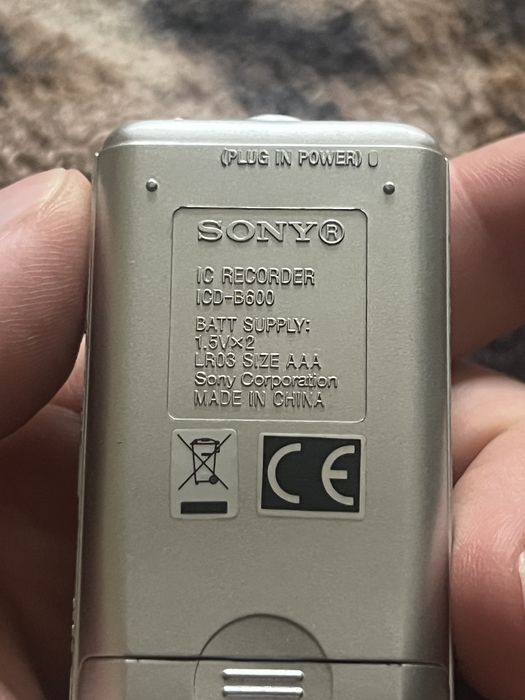 (PLUG IN POWER)
SONY®
IC RECORDER
ICD-B600
BATT SUPPLY:
1.5V×2
LR03 SIZE AAA
Sony Corporation
MADE IN CHINA
CE